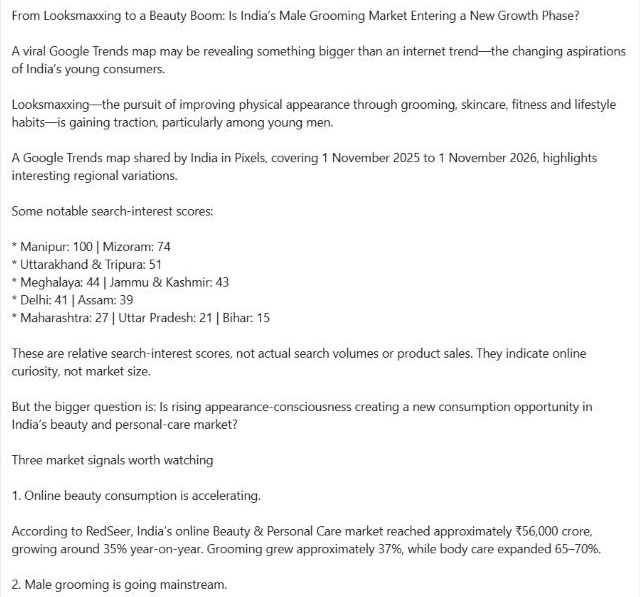 From Looksmaxxing to a Beauty Boom: Is India's Male Grooming Market Entering a New Growth Phase?
A viral Google Trends map may be revealing something bigger than an internet trend—the changing aspirations
of India's young consumers.
Looksmaxxing—the pursuit of improving physical appearance through grooming, skincare, fitness and lifestyle
habits—is gaining traction, particularly among young men.
A Google Trends map shared by India in Pixels, covering 1 November 2025 to 1 November 2026, highlights
interesting regional variations.
Some notable search-interest scores:
* Manipur: 100 | Mizoram: 74
* Uttarakhand & Tripura: 51
* Meghalaya: 44 | Jammu & Kashmir: 43
* Delhi: 41 | Assam: 39
* Maharashtra: 27 | Uttar Pradesh: 21 | Bihar: 15
These are relative search-interest scores, not actual search volumes or product sales. They indicate online
curiosity, not market size.
But the bigger question is: Is rising appearance-consciousness creating a new consumption opportunity in
India's beauty and personal-care market?
Three market signals worth watching
1. Online beauty consumption is accelerating.
According to RedSeer, India's online Beauty & Personal Care market reached approximately ₹56,000 crore,
growing around 35% year-on-year. Grooming grew approximately 37%, while body care expanded 65–70%.
2. Male grooming is going mainstream.